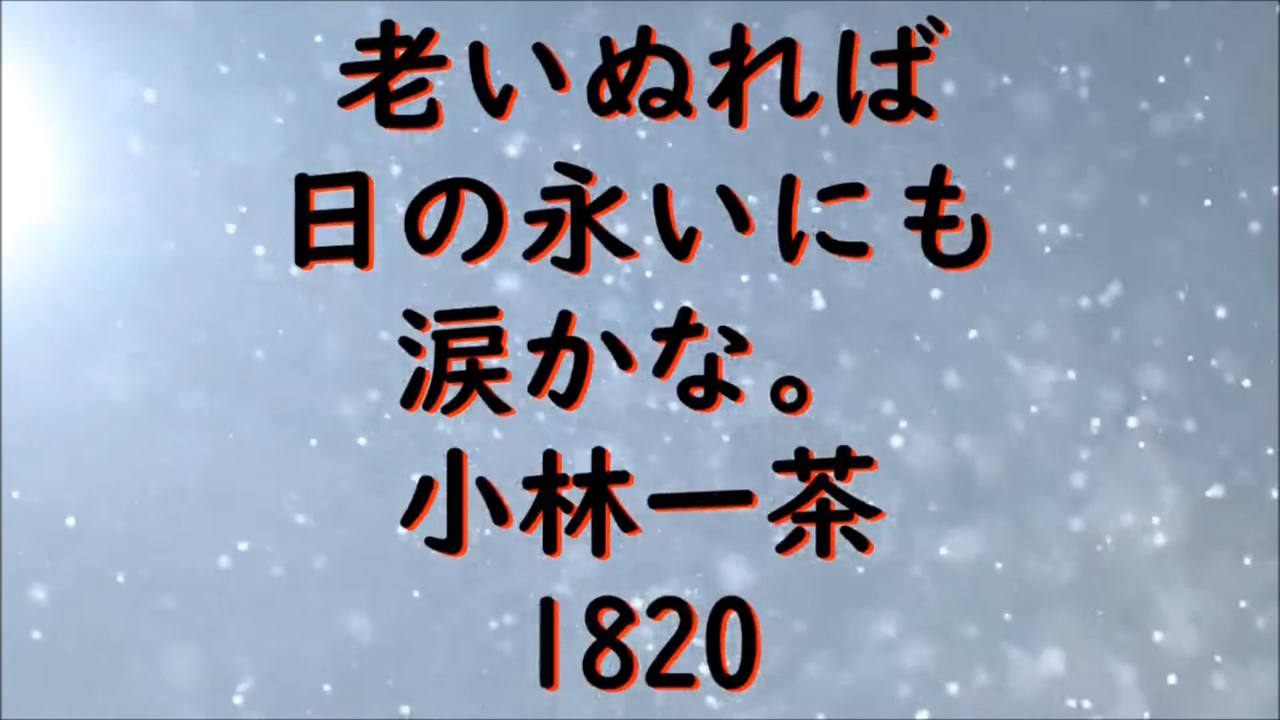 老いぬれば
日の永いにも
涙かな。
小林一茶
1820